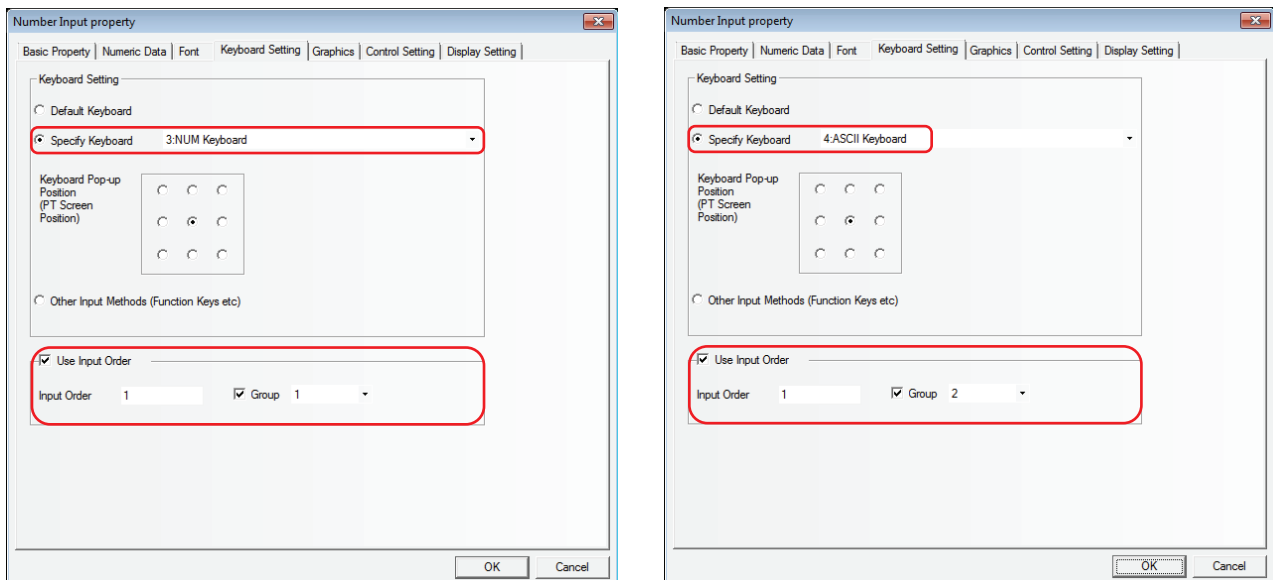 Number Input property
Basic Property Numeric Data Font Keyboard Setting Graphics Control Setting Display Setting
Keyboard Setting
Default Keyboard
Specify Keyboard 3:NUM Keyboard
Keyboard Pop-up
Position
(PT Screen
Position)
Other Input Methods (Function Keys etc)
Use Input Order
Input Order 1 Group 1
OK Cancel
Number Input property
Basic Property Numeric Data Font Keyboard Setting Graphics Control Setting Display Setting
Keyboard Setting
Default Keyboard
Specify Keyboard 4:ASCII Keyboard
Keyboard Pop-up
Position
(PT Screen
Position)
Other Input Methods (Function Keys etc)
Use Input Order
Input Order 1 Group 2
OK Cancel